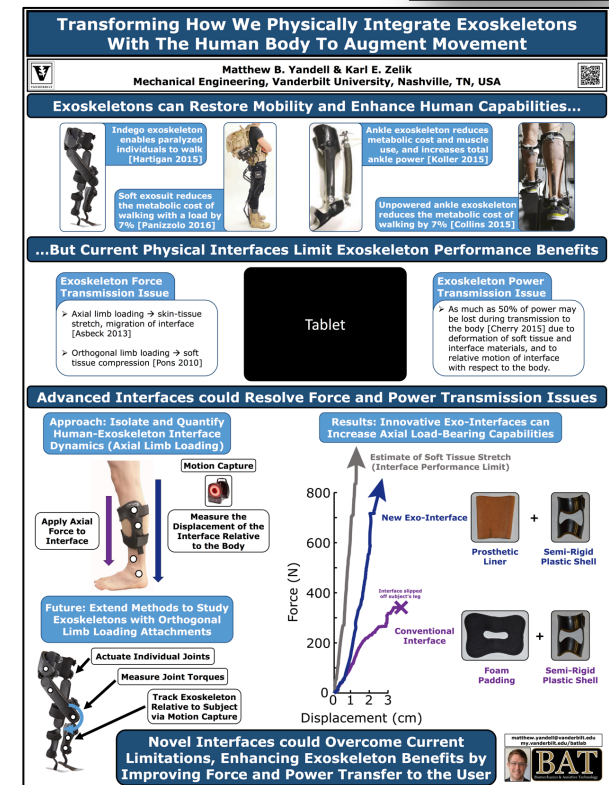 Transforming How We Physically Integrate Exoskeletons
With The Human Body To Augment Movement
VANDERBILT
Matthew B. Yandell & Karl E. Zelik
Mechanical Engineering, Vanderbilt University, Nashville, TN, USA
Exoskeletons can Restore Mobility and Enhance Human Capabilities...
Indego exoskeleton
enables paralyzed
individuals to walk
[Hartigan 2015]
Soft exosuit reduces
the metabolic cost of
walking with a load by
7% [Panizzolo 2016]
Ankle exoskeleton reduces
metabolic cost and muscle
use, and increases total
ankle power [Koller 2015]
Unpowered ankle exoskeleton
reduces the metabolic cost of
walking by 7% [Collins 2015]
...But Current Physical Interfaces Limit Exoskeleton Performance Benefits
Exoskeleton Force
Transmission Issue
➢ Axial limb loading → skin-tissue
stretch, migration of interface
[Asbeck 2013]
➢ Orthogonal limb loading → soft
tissue compression [Pons 2010]
Tablet
Exoskeleton Power
Transmission Issue
➢ As much as 50% of power may
be lost during transmission to
the body [Cherry 2015] due to
deformation of soft tissue and
interface materials, and to
relative motion of interface
with respect to the body.
Advanced Interfaces could Resolve Force and Power Transmission Issues
Approach: Isolate and Quantify
Human-Exoskeleton Interface
Dynamics (Axial Limb Loading)
Motion Capture
Apply Axial
Force to
Interface
Measure the
Displacement of the
Interface Relative
to the Body
Future: Extend Methods to Study
Exoskeletons with Orthogonal
Limb Loading Attachments
Actuate Individual Joints
Measure Joint Torques
Track Exoskeleton
Relative to Subject
via Motion Capture
Results: Innovative Exo-Interfaces can
Increase Axial Load-Bearing Capabilities
Estimate of Soft Tissue Stretch
(Interface Performance Limit)
800
600
400
200
0
Force (N)
0 1 2 3
Displacement (cm)
New Exo-Interface
Prosthetic
Liner
+
Semi-Rigid
Plastic Shell
Interface slipped
off subject's leg
Conventional
Interface
Foam
Padding
+
Semi-Rigid
Plastic Shell
Novel Interfaces could Overcome Current
Limitations, Enhancing Exoskeleton Benefits by
Improving Force and Power Transfer to the User
matthew.yandell@vanderbilt.edu
my.vanderbilt.edu/batlab
BAT
Biomechanics & Assistive Technology